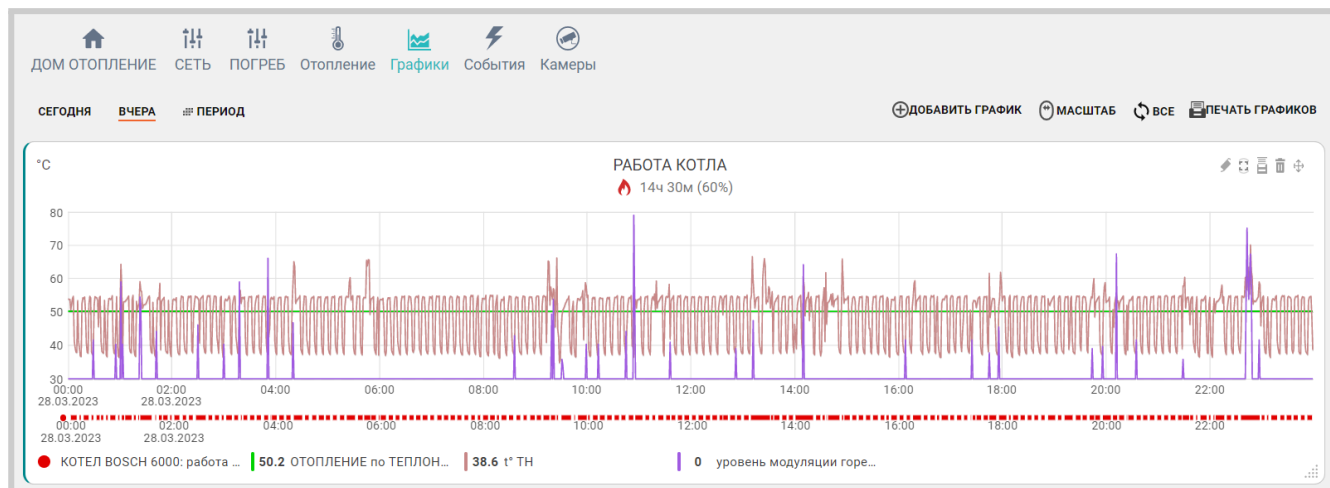 ДОМ ОТОПЛЕНИЕ СЕТЬ ПОГРЕБ Отопление Графики События Камеры
СЕГОДНЯ ВЧЕРА ПЕРИОД ДОБАВИТЬ ГРАФИК МАСШТАБ ВСЕ ПЕЧАТЬ ГРАФИКОВ
°C РАБОТА КОТЛА
14ч 30м (60%)
80
70
60
50
40
30
00:00 02:00 04:00 06:00 08:00 10:00 12:00 14:00 16:00 18:00 20:00 22:00
28.03.2023 28.03.2023
00:00 02:00 04:00 06:00 08:00 10:00 12:00 14:00 16:00 18:00 20:00 22:00
28.03.2023 28.03.2023
КОТЕЛ BOSCH 6000: работа ... 50.2 ОТОПЛЕНИЕ по ТЕПЛОН... 38.6 t° ТН 0 уровень модуляции горе...